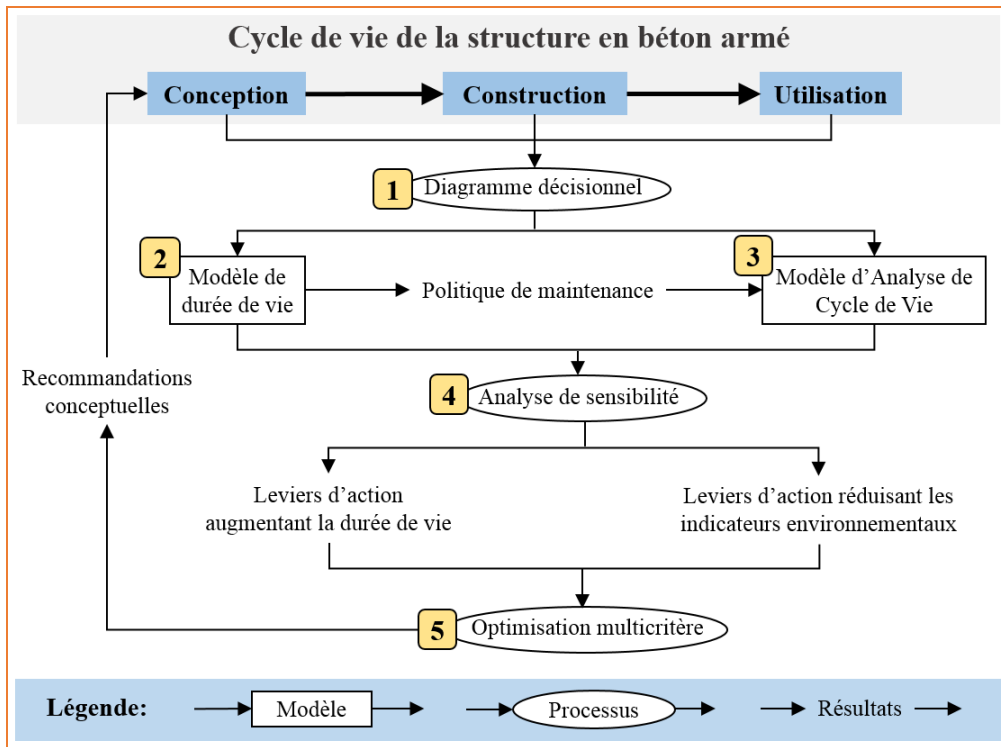 Cycle de vie de la structure en béton armé
Conception
Construction
Utilisation
1
Diagramme décisionnel
2
Modèle de
durée de vie
Politique de maintenance
3
Modèle d’Analyse de
Cycle de Vie
Recommandations
conceptuelles
4
Analyse de sensibilité
Leviers d’action
augmentant la durée de vie
Leviers d’action réduisant les
indicateurs environnementaux
5
Optimisation multicritère
Légende:
Modèle
Processus
Résultats